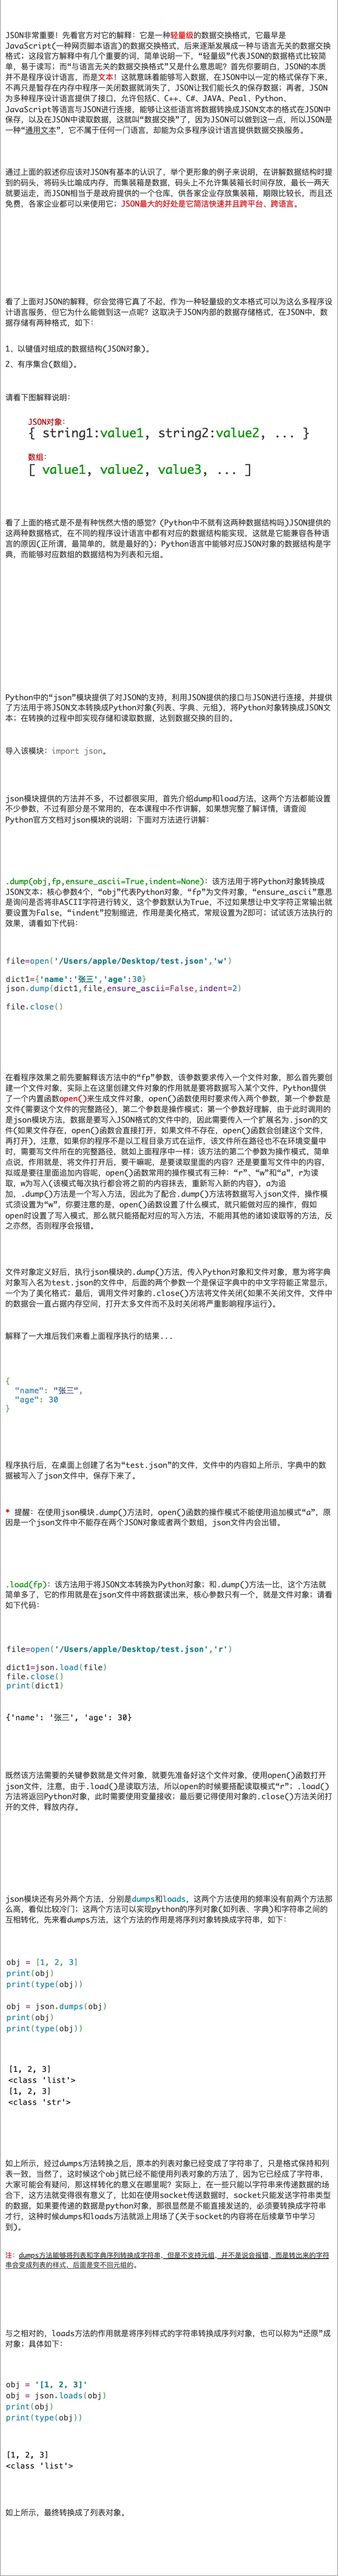 JSON非常重要！先看官方对它的解释：它是一种轻量级的数据交换格式，它最早是
JavaScript(一种网页脚本语言)的数据交换格式，后来逐渐发展成一种与语言无关的数据交换
格式；这段官方解释中有几个重要的词，简单说明一下，“轻量级”代表JSON的数据格式比较简
单，易于读写；而“与语言无关的数据交换格式”又是什么意思呢？首先你要明白，JSON的本质
并不是程序设计语言，而是文本！这就意味着能够写入数据，在JSON中以一定的格式保存下来，
不再只是暂存在内存中程序一关闭数据就消失了，JSON让我们能长久的保存数据；再者，JSON
为多种程序设计语言提供了接口，允许包括C、C++、C#、JAVA、Peal、Python、
JavaScript等语言与JSON进行连接，能够让这些语言将数据转换成JSON文本的格式在JSON中
保存，以及在JSON中读取数据，这就叫“数据交换”了，因为JSON可以做到这一点，所以JSON是
一种“通用文本”，它不属于任何一门语言，却能为众多程序设计语言提供数据交换服务。
通过上面的叙述你应该对JSON有基本的认识了，举个更形象的例子来说明，在讲解数据结构时提
到的码头，将码头比喻成内存，而集装箱是数据，码头上不允许集装箱长时间存放，最长一两天
就要运走，而JSON相当于是政府提供的一个仓库，供各家企业存放集装箱，期限比较长，而且还
免费，各家企业都可以来使用它；JSON最大的好处是它简洁快速并且跨平台、跨语言。
看了上面对JSON的解释，你会觉得它真了不起，作为一种轻量级的文本格式可以为这么多程序设
计语言服务，但它为什么能做到这一点呢？这取决于JSON内部的数据存储格式，在JSON中，数
据存储有两种格式，如下：
1、以键值对组成的数据结构(JSON对象)。
2、有序集合(数组)。
请看下图解释说明：
JSON对象：
{ string1:value1, string2:value2, ... }
数组：
[ value1, value2, value3, ... ]
看了上面的格式是不是有种恍然大悟的感觉？(Python中不就有这两种数据结构吗)JSON提供的
这两种数据格式，在不同的程序设计语言中都有对应的数据结构能实现，这就是它能兼容各种语
言的原因(正所谓，最简单的，就是最好的)；Python语言中能够对应JSON对象的数据结构是字
典，而能够对应数组的数据结构为列表和元组。
Python中的“json”模块提供了对JSON的支持，利用JSON提供的接口与JSON进行连接，并提供
了方法用于将JSON文本转换成Python对象(列表、字典、元组)，将Python对象转换成JSON文
本；在转换的过程中即实现存储和读取数据，达到数据交换的目的。
导入该模块：import json。
json模块提供的方法并不多，不过都很实用，首先介绍dump和load方法，这两个方法都能设置
不少参数，不过有部分是不常用的，在本课程中不作讲解，如果想完整了解详情，请查阅
Python官方文档对json模块的说明；下面对方法进行讲解：
.dump(obj,fp,ensure_ascii=True,indent=None)：该方法用于将Python对象转换成
JSON文本；核心参数4个，“obj”代表Python对象，“fp”为文件对象，“ensure_ascii”意思
是询问是否将非ASCII字符进行转义，这个参数默认为True，不过如果想让中文字符正常输出就
要设置为False，“indent”控制缩进，作用是美化格式，常规设置为2即可；试试该方法执行的
效果，请看如下代码：
file=open('/Users/apple/Desktop/test.json','w')
dict1={'name':'张三','age':30}
json.dump(dict1,file,ensure_ascii=False,indent=2)
file.close()
在看程序效果之前先要解读该方法中的“fp”参数，该参数要求传入一个文件对象，那么首先要创
建一个文件对象，实际上在这里创建文件对象的作用就是要将数据写入某个文件，Python提供
了一个内置函数open()来生成文件对象，open()函数使用时要求传入两个参数，第一个参数是
文件(需要这个文件的完整路径)，第二个参数是操作模式；第一个参数好理解，由于此时调用的
是json模块方法，数据是要写入JSON格式的文件中的，因此需要传入一个扩展名为.json的文
件(如果文件存在，open()函数会直接打开，如果文件不存在，open()函数会创建这个文件，
再打开)，注意，如果你的程序不是以工程目录方式在运作，该文件所在路径也不在环境变量中
时，需要写文件所在的完整路径，就如上面程序中一样；该方法的第二个参数为操作模式，简单
点说，作用就是，将文件打开后，要干嘛呢，是要读取里面的内容？还是要重写文件中的内容，
抑或是要往里面追加内容呢，open()函数常用的操作模式有三种：“r”、“w”和“a”，r为读
取，w为写入(该模式每次执行都会将之前的内容抹去，重新写入新的内容)，a为追
加，.dump()方法是一个写入方法，因此为了配合.dump()方法将数据写入json文件，操作模
式须设置为“w”，你要注意的是，open()函数设置了什么模式，就只能做对应的操作，假如
open时设置了写入模式，那么就只能搭配对应的写入方法，不能用其他的诸如读取等的方法，反
之亦然，否则程序会报错。
文件对象定义好后，执行json模块的.dump()方法，传入Python对象和文件对象，意为将字典
对象写入名为test.json的文件中，后面的两个参数一个是保证字典中的中文字符能正常显示，
一个为了美化格式；最后，调用文件对象的.close()方法将文件关闭(如果不关闭文件，文件中
的数据会一直占据内存空间，打开太多文件而不及时关闭将严重影响程序运行)。
解释了一大堆后我们来看上面程序执行的结果...
{
"name": "张三",
"age": 30
}
程序执行后，在桌面上创建了名为“test.json”的文件，文件中的内容如上所示，字典中的数
据被写入了json文件中，保存下来了。
* 提醒：在使用json模块.dump()方法时，open()函数的操作模式不能使用追加模式“a”，原
因是一个json文件中不能存在两个JSON对象或者两个数组，json文件内会出错。
.load(fp)：该方法用于将JSON文本转换为Python对象；和.dump()方法一比，这个方法就
简单多了，它的作用就是在json文件中将数据读出来，核心参数只有一个，就是文件对象；请看
如下代码：
file=open('/Users/apple/Desktop/test.json','r')
dict1=json.load(file)
file.close()
print(dict1)
{'name': '张三', 'age': 30}
既然该方法需要的关键参数就是文件对象，就要先准备好这个文件对象，使用open()函数打开
json文件，注意，由于.load()是读取方法，所以open的时候要搭配读取模式“r”；.load()
方法将返回Python对象，此时需要使用变量接收；最后要记得使用对象的.close()方法关闭打
开的文件，释放内存。
json模块还有另外两个方法，分别是dumps和loads，这两个方法使用的频率没有前两个方法那
么高，看似比较冷门；这两个方法可以实现python的序列对象(如列表、字典)和字符串之间的
互相转化，先来看dumps方法，这个方法的作用是将序列对象转换成字符串，如下：
obj = [1, 2, 3]
print(obj)
print(type(obj))
obj = json.dumps(obj)
print(obj)
print(type(obj))
[1, 2, 3]
<class 'list'>
[1, 2, 3]
<class 'str'>
如上所示，经过dumps方法转换之后，原本的列表对象已经变成了字符串了，只是格式保持和列
表一致，当然了，这时候这个obj就已经不能使用列表对象的方法了，因为它已经成了字符串，
大家可能会有疑问，那这样转化的意义在哪里呢？实际上，在一些只能以字符串来传递数据的场
合下，这方法就变得很有意义了，比如在使用socket传送数据时，socket只能发送字符串类型
的数据，如果要传递的数据是python对象，那很显然是不能直接发送的，必须要转换成字符串
才行，这种时候dumps和loads方法就派上用场了(关于socket的内容将在后续章节中学习
到)。
注：dumps方法能够将列表和字典序列转换成字符串，但是不支持元组，并不是说会报错，而是转出来的字符
串会变成列表的样式，后面是变不回元组的。
与之相对的，loads方法的作用就是将序列样式的字符串转换成序列对象，也可以称为“还原”成
对象；具体如下：
obj = '[1, 2, 3]'
obj = json.loads(obj)
print(obj)
print(type(obj))
[1, 2, 3]
<class 'list'>
如上所示，最终转换成了列表对象。